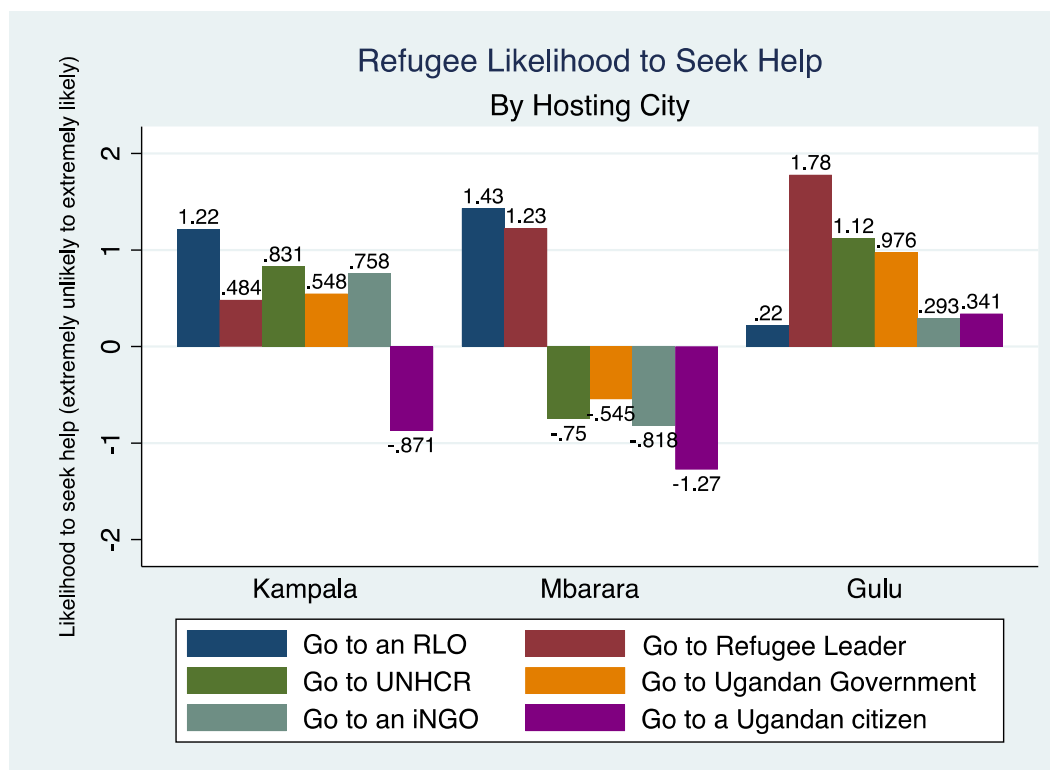 Refugee Likelihood to Seek Help
By Hosting City
Likelihood to seek help (extremely unlikely to extremely likely)
2
1
0
-1
-2
1.22
.484
.831
.548
.758
-.871
1.43
1.23
-.75
-.545
-.818
-1.27
.22
1.78
1.12
.976
.293
.341
Kampala
Mbarara
Gulu
Go to an RLO
Go to Refugee Leader
Go to UNHCR
Go to Ugandan Government
Go to an iNGO
Go to a Ugandan citizen